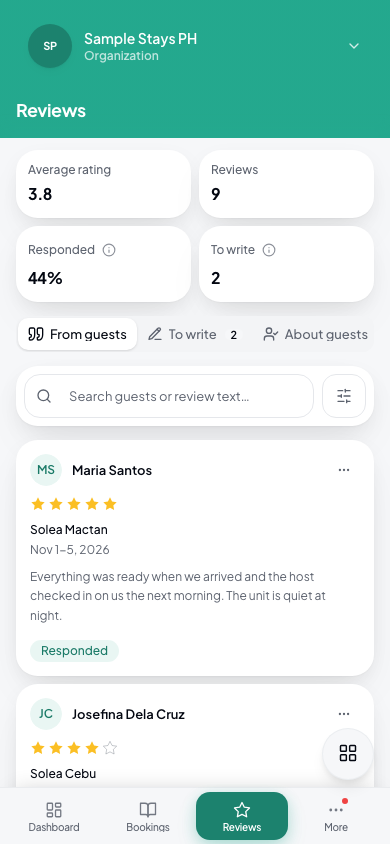 SP
Sample Stays PH
Organization
Reviews
Average rating
3.8
Reviews
9
Responded
44%
To write
2
From guests
To write 2
About guests
Search guests or review text...
MS
Maria Santos
Solea Mactan
Nov 1–5, 2026
Everything was ready when we arrived and the host
checked in on us the next morning. The unit is quiet at
night.
Responded
JC
Josefina Dela Cruz
Solea Cebu
Dashboard
Bookings
Reviews
More